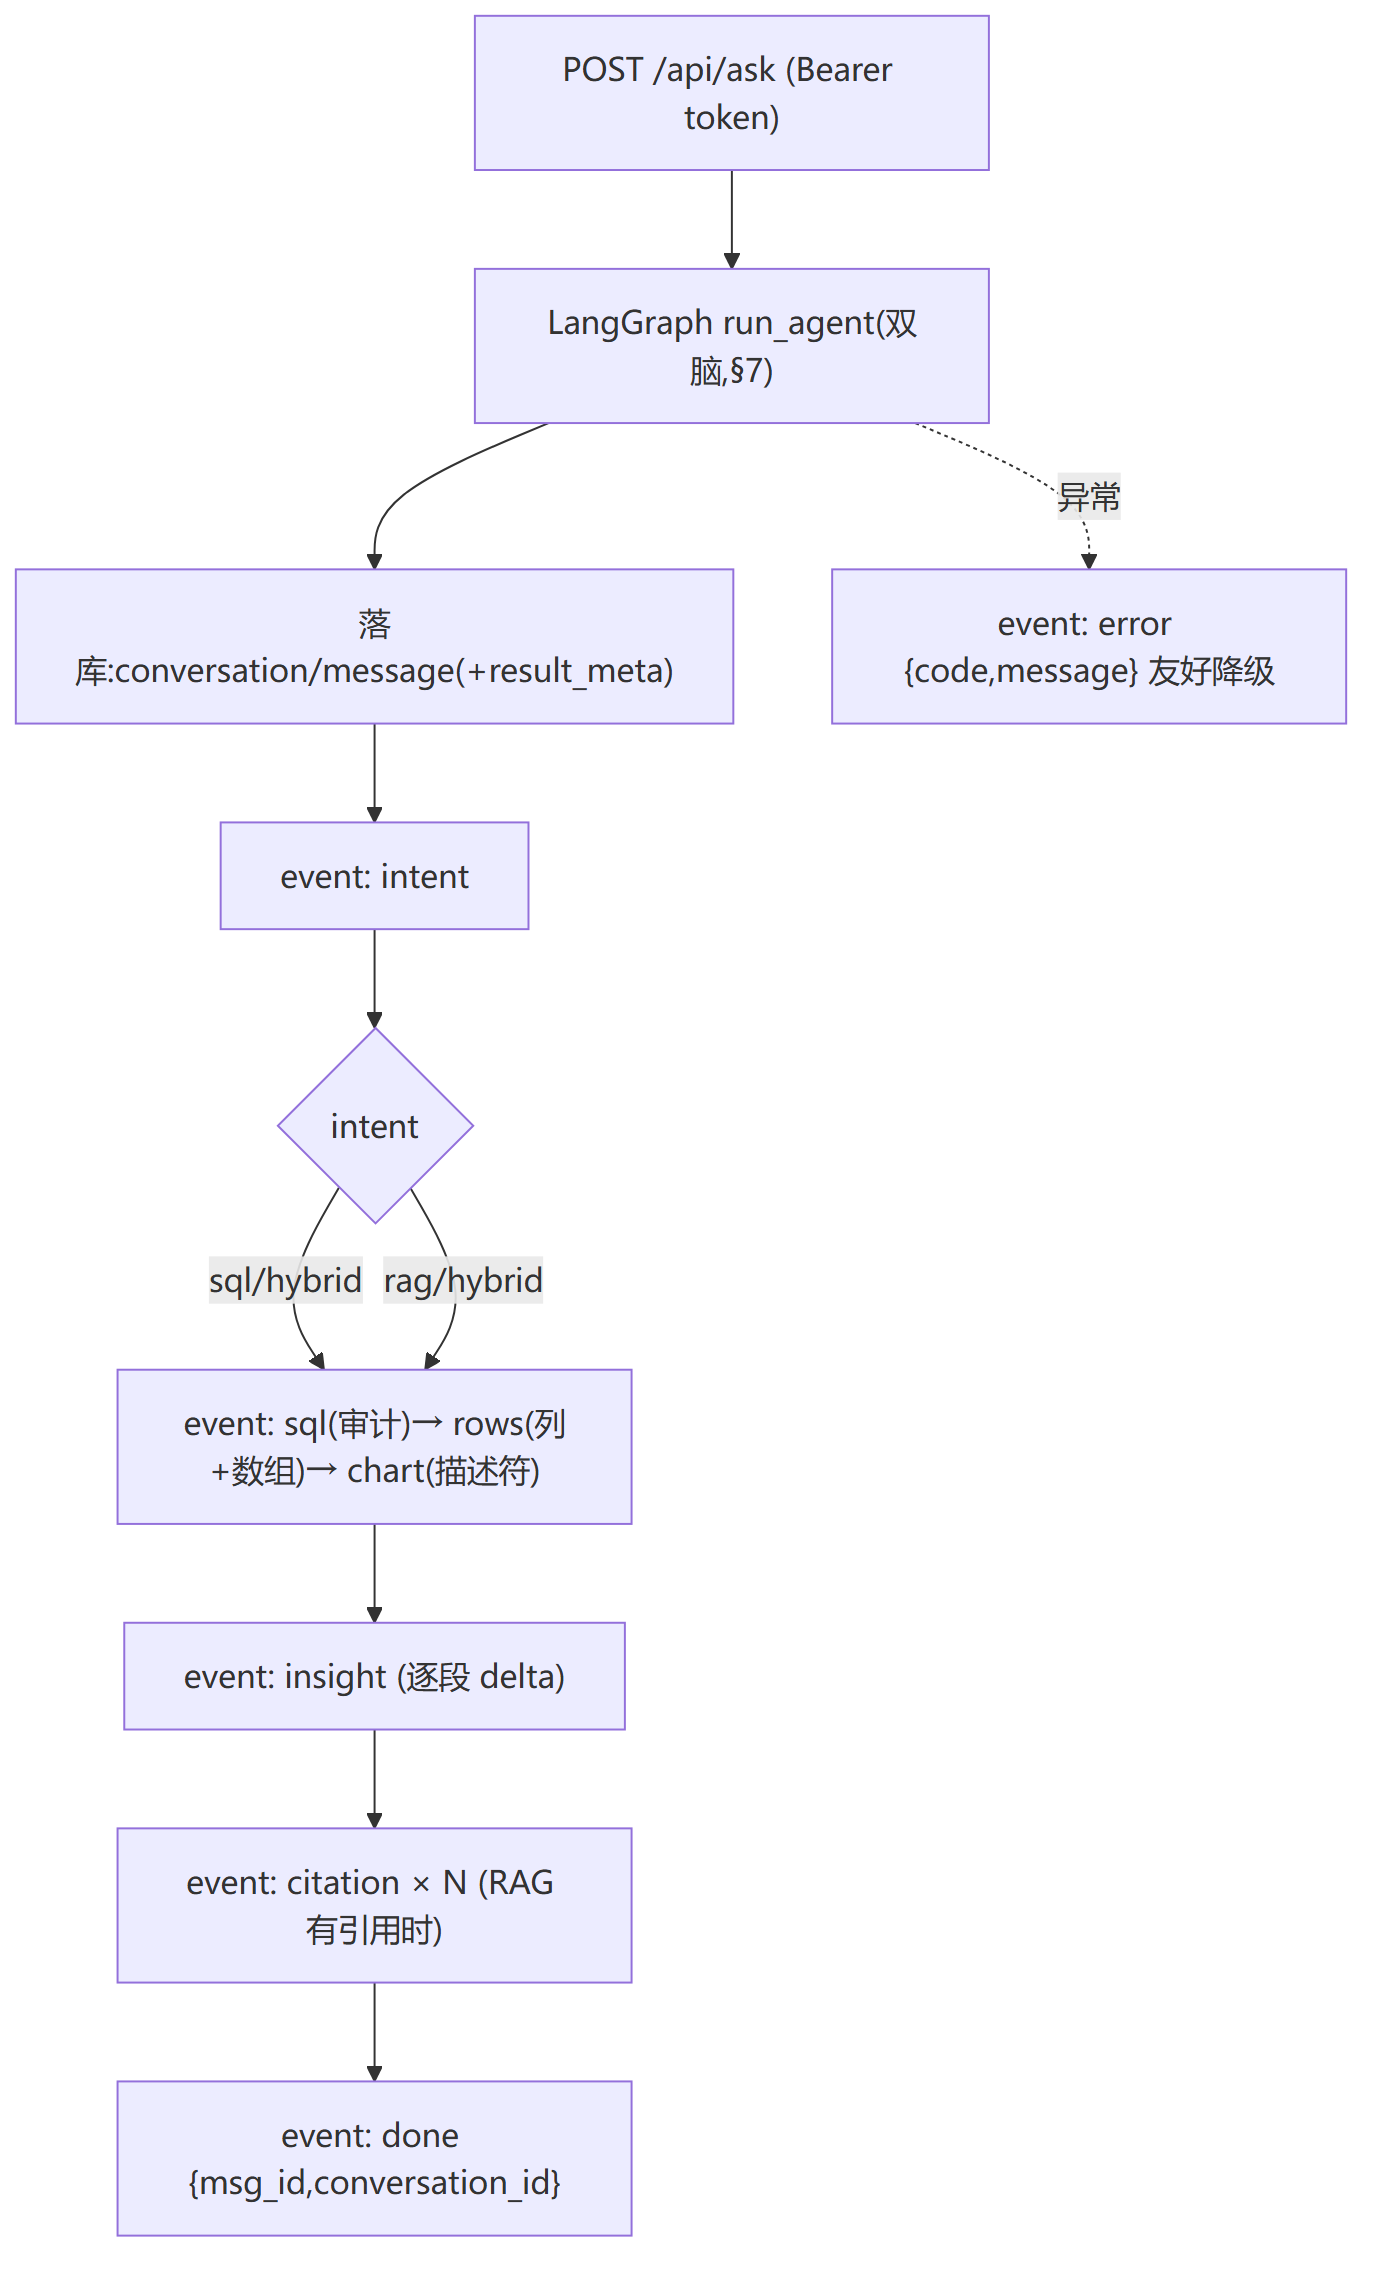 POST /api/ask (Bearer
token)
LangGraph run_agent(双
脑,§7)
异常
落
库:conversation/message(+result_meta)
event: error
{code,message} 友好降级
event: intent
intent
sql/hybrid
rag/hybrid
event: sql(审计)→ rows(列
+数组)→ chart(描述符)
event: insight (逐段 delta)
event: citation × N (RAG
有引用时)
event: done
{msg_id,conversation_id}